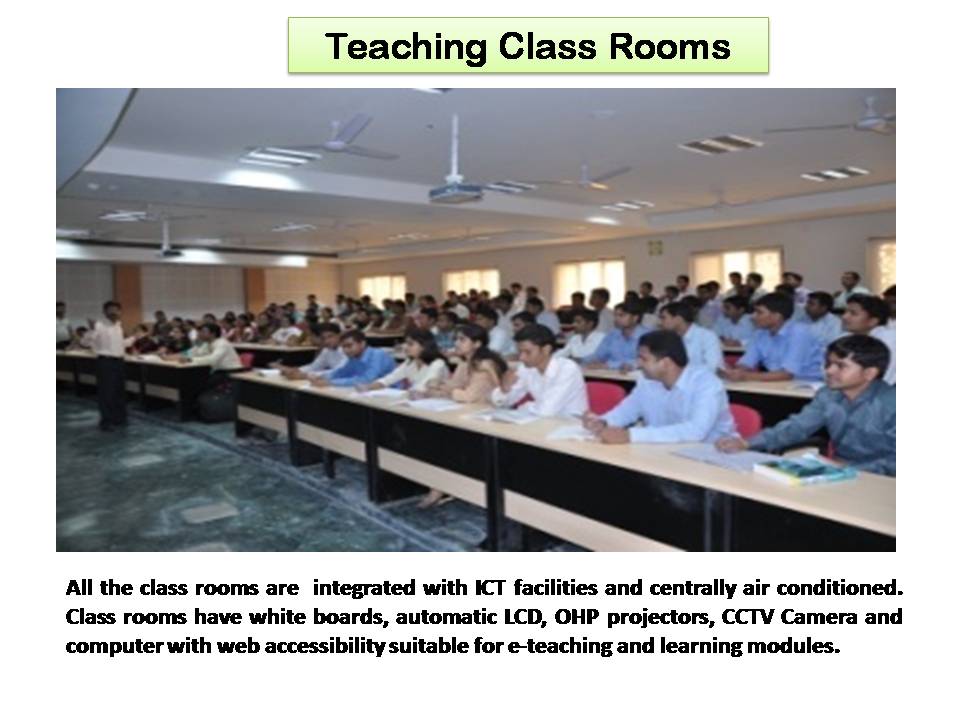 Teaching Class Rooms
All the class rooms are integrated with ICT facilities and centrally air conditioned.
Class rooms have white boards, automatic LCD, OHP projectors, CCTV Camera and
computer with web accessibility suitable for e-teaching and learning modules.